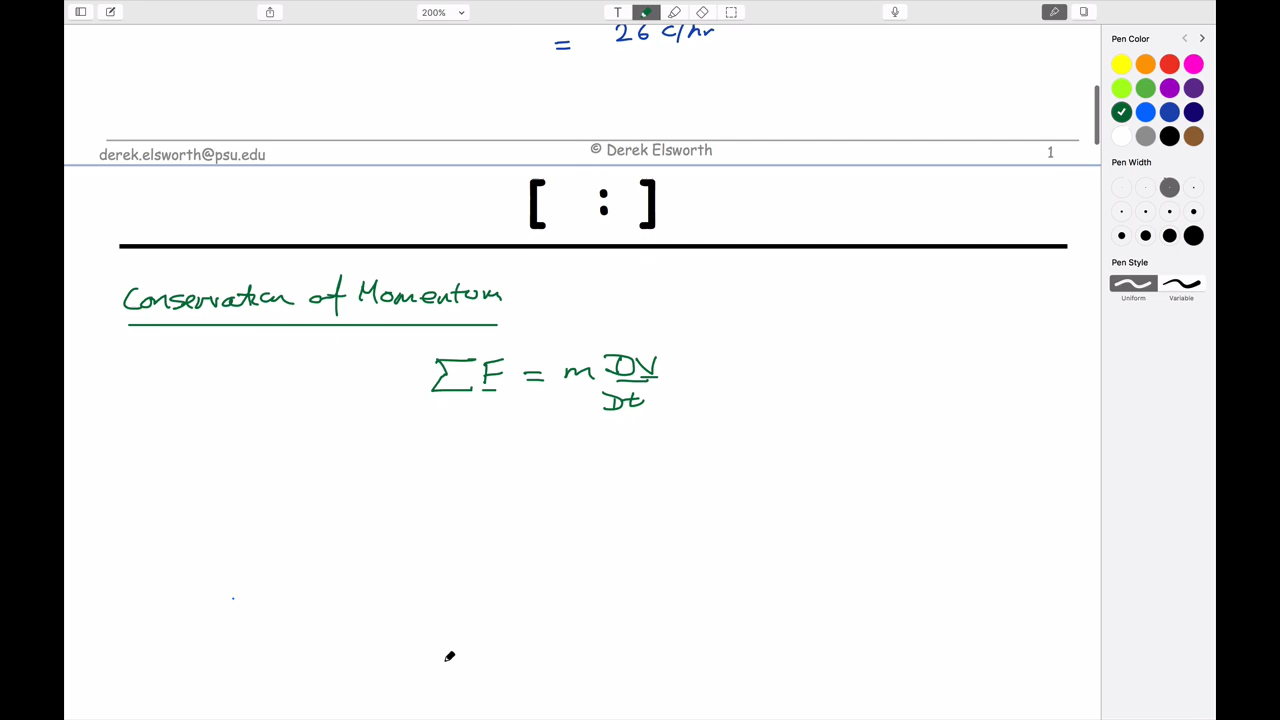 200%
T
= 26 c/hr
derek.elsworth@psu.edu © Derek Elsworth 1
[ : ]
Conservation of Momentum
∑ F = m DV/Dt
Pen Color
Pen Width
Pen Style
Uniform Variable